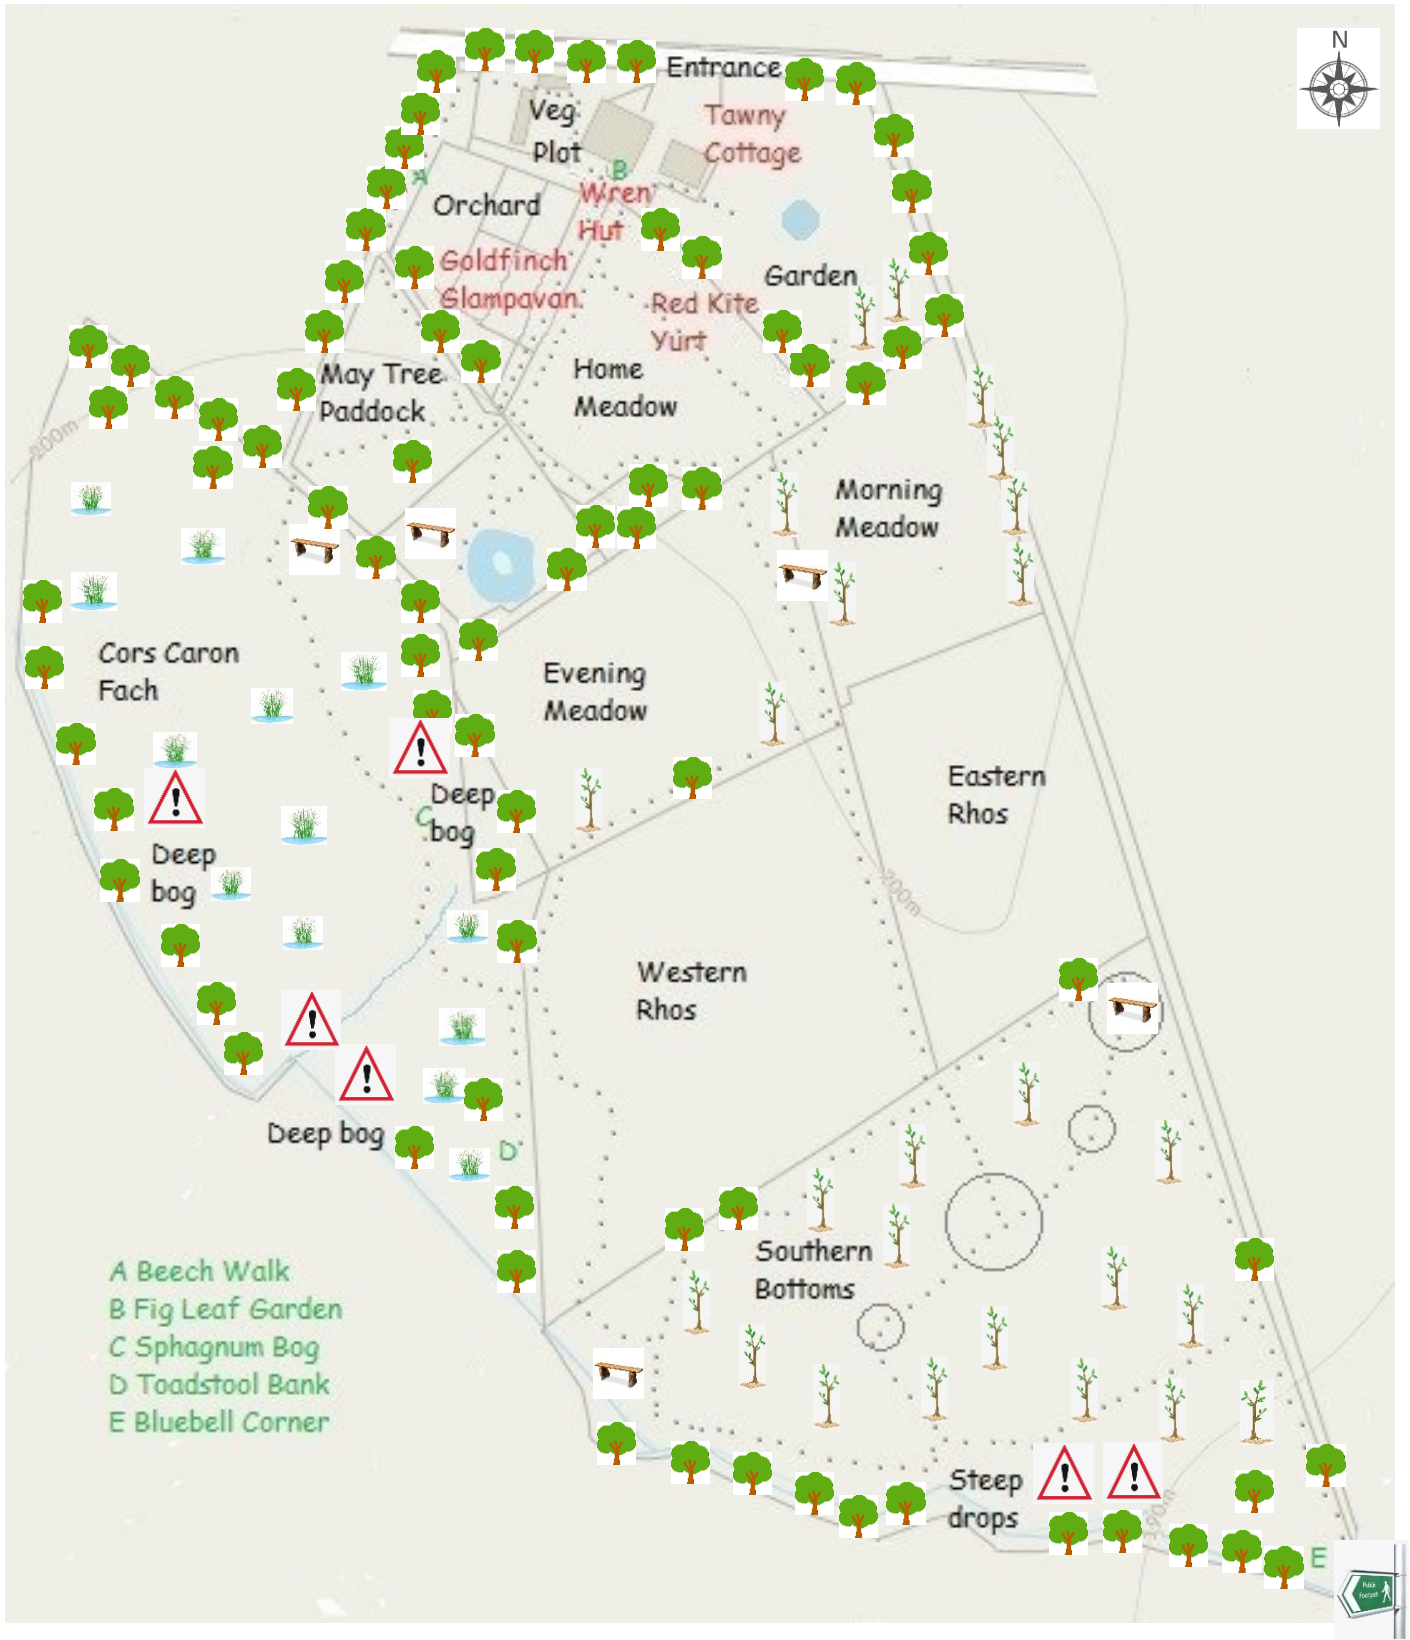 N
Entrance
Veg
Plot
Tawny
Cottage
A
B
Orchard
Wren
Hut
Goldfinch
Glampavan
Garden
Red Kite
Yurt
May Tree
Paddock
Home
Meadow
200m
Morning
Meadow
Cors Caron
Fach
Evening
Meadow
!
!
Eastern
Rhos
C
Deep
bog
Deep
bog
200m
Western
Rhos
!
!
Deep bog
D
Southern
Bottoms
A Beech Walk
B Fig Leaf Garden
C Sphagnum Bog
D Toadstool Bank
E Bluebell Corner
Steep
drops
!
!
190m
E
Public
Footpath